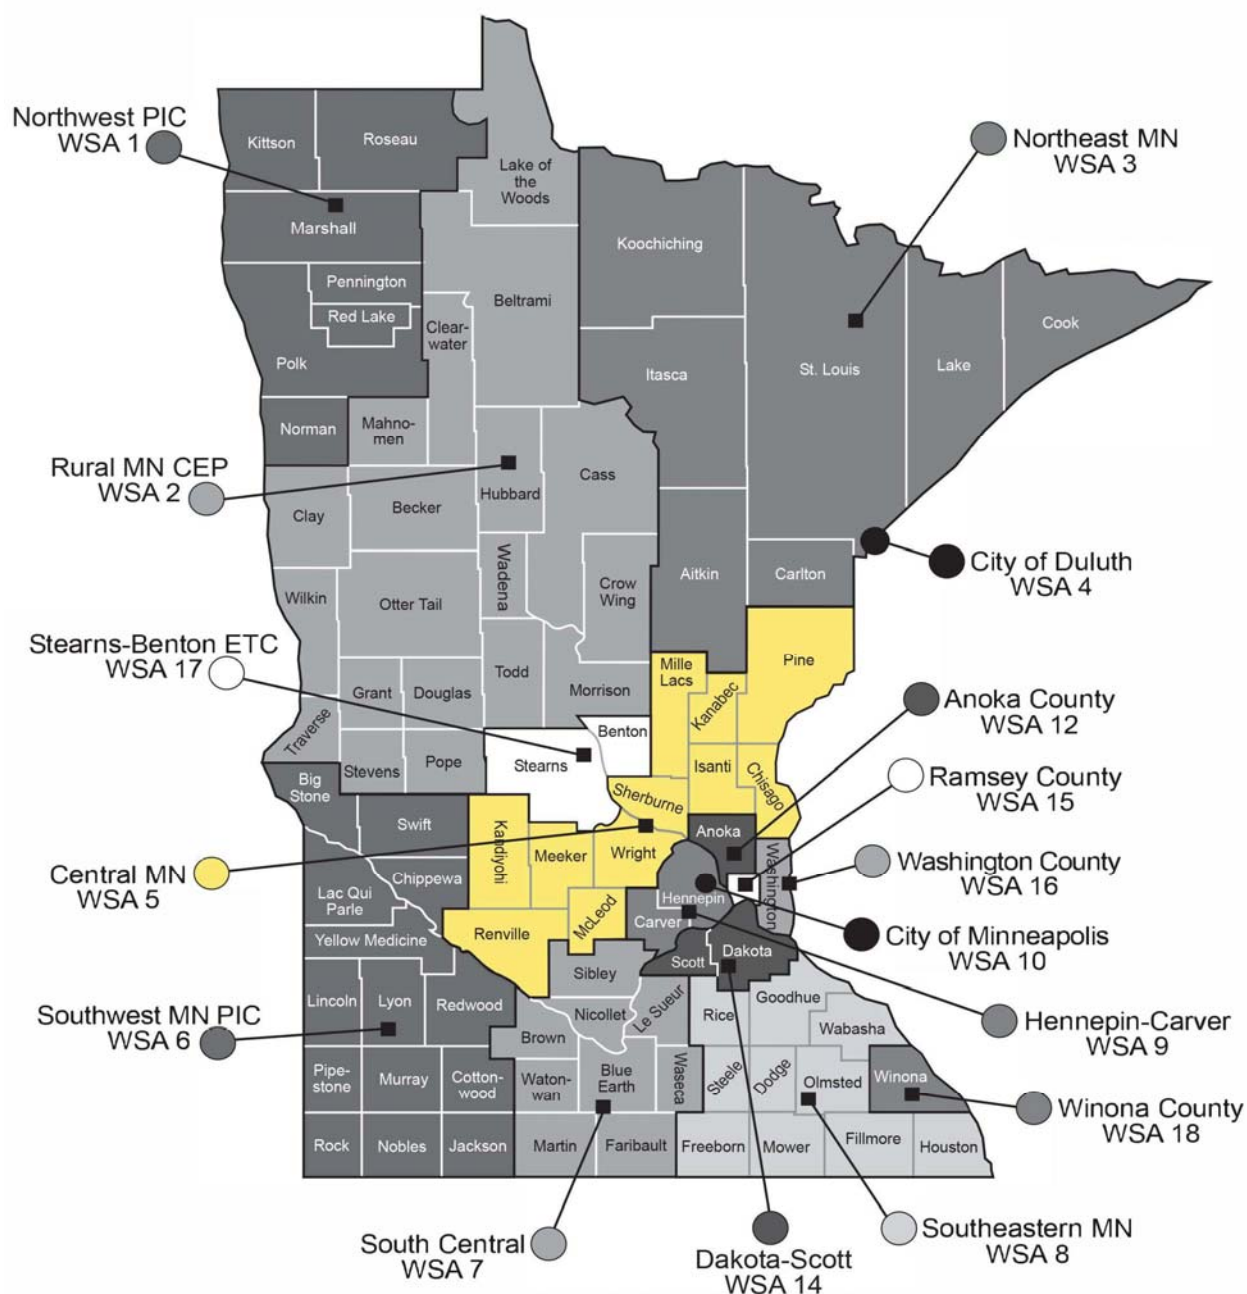 Northwest PIC
WSA 1
Northeast MN
WSA 3
Kittson
Roseau
Lake of
the
Woods
Marshall
Koochiching
Pennington
Red Lake
Beltrami
Clear-
water
Polk
Itasca
St. Louis
Lake
Cook
Norman
Mahno-
men
Rural MN CEP
WSA 2
Hubbard
Cass
Clay
Becker
Wadena
Aitkin
Carlton
City of Duluth
WSA 4
Wilkin
Otter Tail
Crow
Wing
Stearns-Benton ETC
WSA 17
Mille
Lacs
Pine
Kanabec
Grant
Douglas
Todd
Morrison
Anoka County
WSA 12
Traverse
Benton
Stevens
Pope
Stearns
Isanti
Chisago
Ramsey County
WSA 15
Big
Stone
Swift
Sherburne
Anoka
Kandiyohi
Meeker
Wright
Washington
Washington County
WSA 16
Central MN
WSA 5
Lac Qui
Parle
Chippewa
Hennepin
McLeod
Carver
City of Minneapolis
WSA 10
Yellow Medicine
Renville
Scott
Dakota
Sibley
Southwest MN PIC
WSA 6
Lincoln
Lyon
Redwood
Nicollet
Le Sueur
Rice
Goodhue
Wabasha
Hennepin-Carver
WSA 9
Brown
Pipe-
stone
Murray
Cotton-
wood
Waton-
wan
Blue
Earth
Waseca
Steele
Dodge
Olmsted
Winona
Winona County
WSA 18
Rock
Nobles
Jackson
Martin
Faribault
Freeborn
Mower
Fillmore
Houston
South Central
WSA 7
Dakota-Scott
WSA 14
Southeastern MN
WSA 8